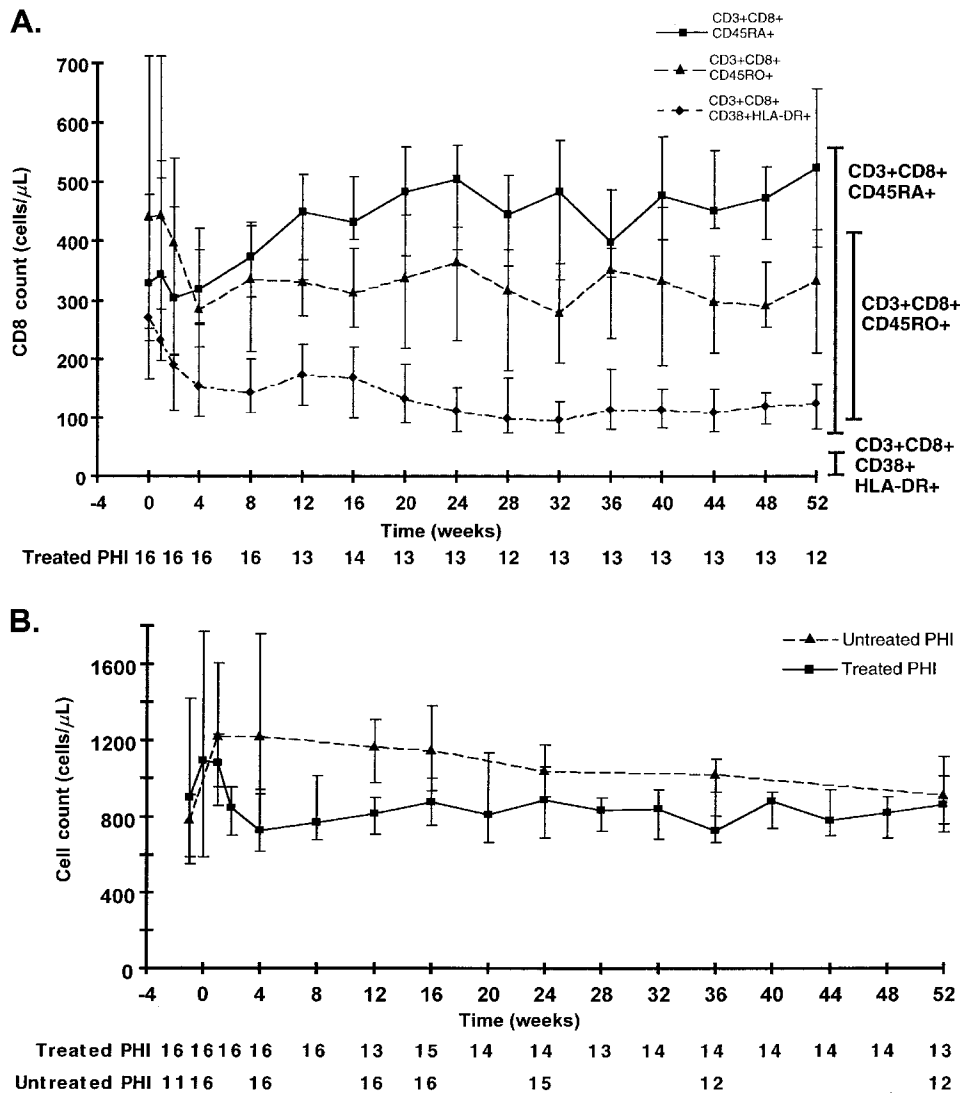 A.
CD3+CD8+
CD45RA+
CD3+CD8+
CD45RO+
CD3+CD8+
CD38+HLA-DR+
700
600
500
400
300
200
100
0
CD8 count (cells/μL)
CD3+CD8+
CD45RA+
CD3+CD8+
CD45RO+
CD3+CD8+
CD38+
HLA-DR+
-4 0 4 8 12 16 20 24 28 32 36 40 44 48 52
Time (weeks)
Treated PHI 16 16 16 16 13 14 13 13 12 13 13 13 13 13 12
B.
Untreated PHI
Treated PHI
1600
1200
800
400
0
Cell count (cells/μL)
-4 0 4 8 12 16 20 24 28 32 36 40 44 48 52
Time (weeks)
Treated PHI 16 16 16 16 16 13 15 14 14 13 14 14 14 14 14 13
Untreated PHI 11 16 16 16 16 15 12 12